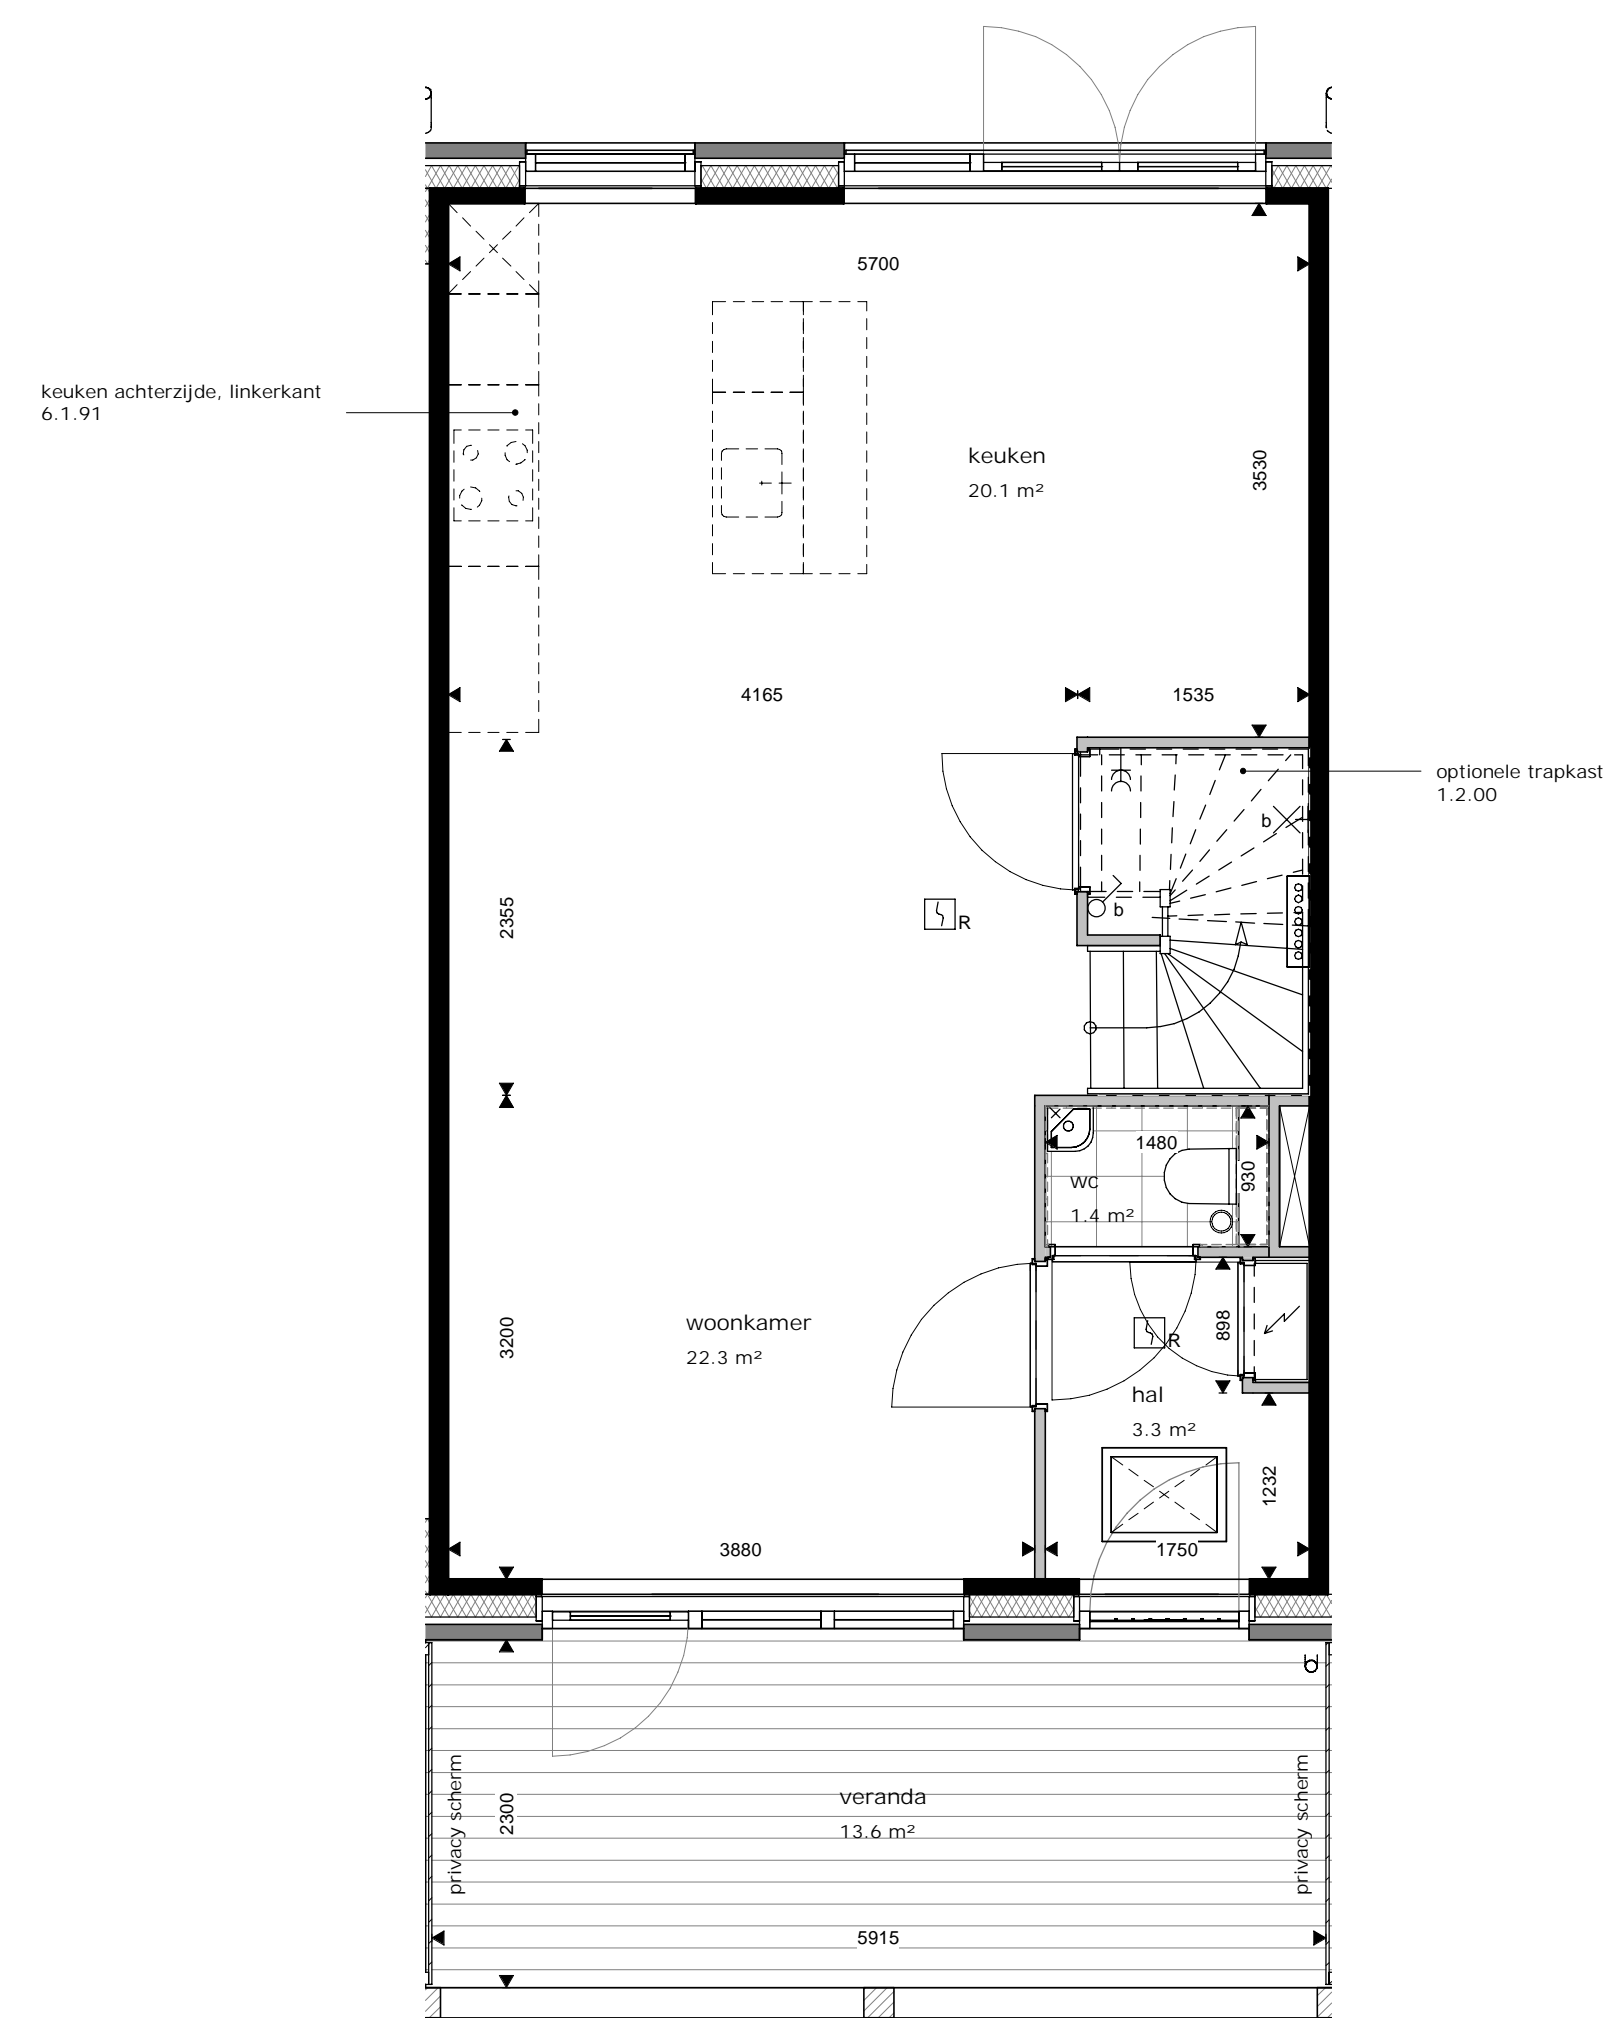 5700
keuken achterzijde, linkerkant
6.1.91
keuken
20.1 m²
3530
4165
1535
optionele trapkast
1.2.00
b
b
R
2355
1480
930
wc
1.4 m²
woonkamer
22.3 m²
3200
898
R
hal
3.3 m²
1232
3880
1750
privacy scherm
2300
veranda
13.6 m²
privacy scherm
5915